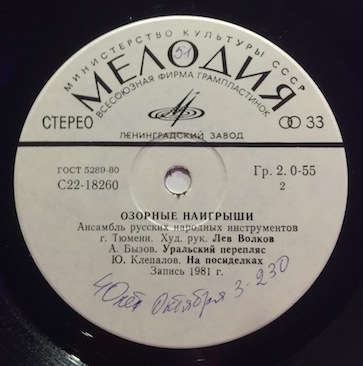 МИНИСТЕРСТВО КУЛЬТУРЫ СССР
51
МЕЛОДИЯ
ВСЕСОЮЗНАЯ ФИРМА ГРАМПЛАСТИНОК
СТЕРЕО 33
ЛЕНИНГРАДСКИЙ ЗАВОД
ГОСТ 5289-80 Гр. 2. 0-55
С22-18260 2
ОЗОРНЫЕ НАИГРЫШИ
Ансамбль русских народных инструментов
г. Тюмени. Худ. рук. Лев Волков
А. Бызов. Уральский перепляс
Ю. Клепалов. На посиделках
Запись 1981 г.
40 лет Октября 3-230